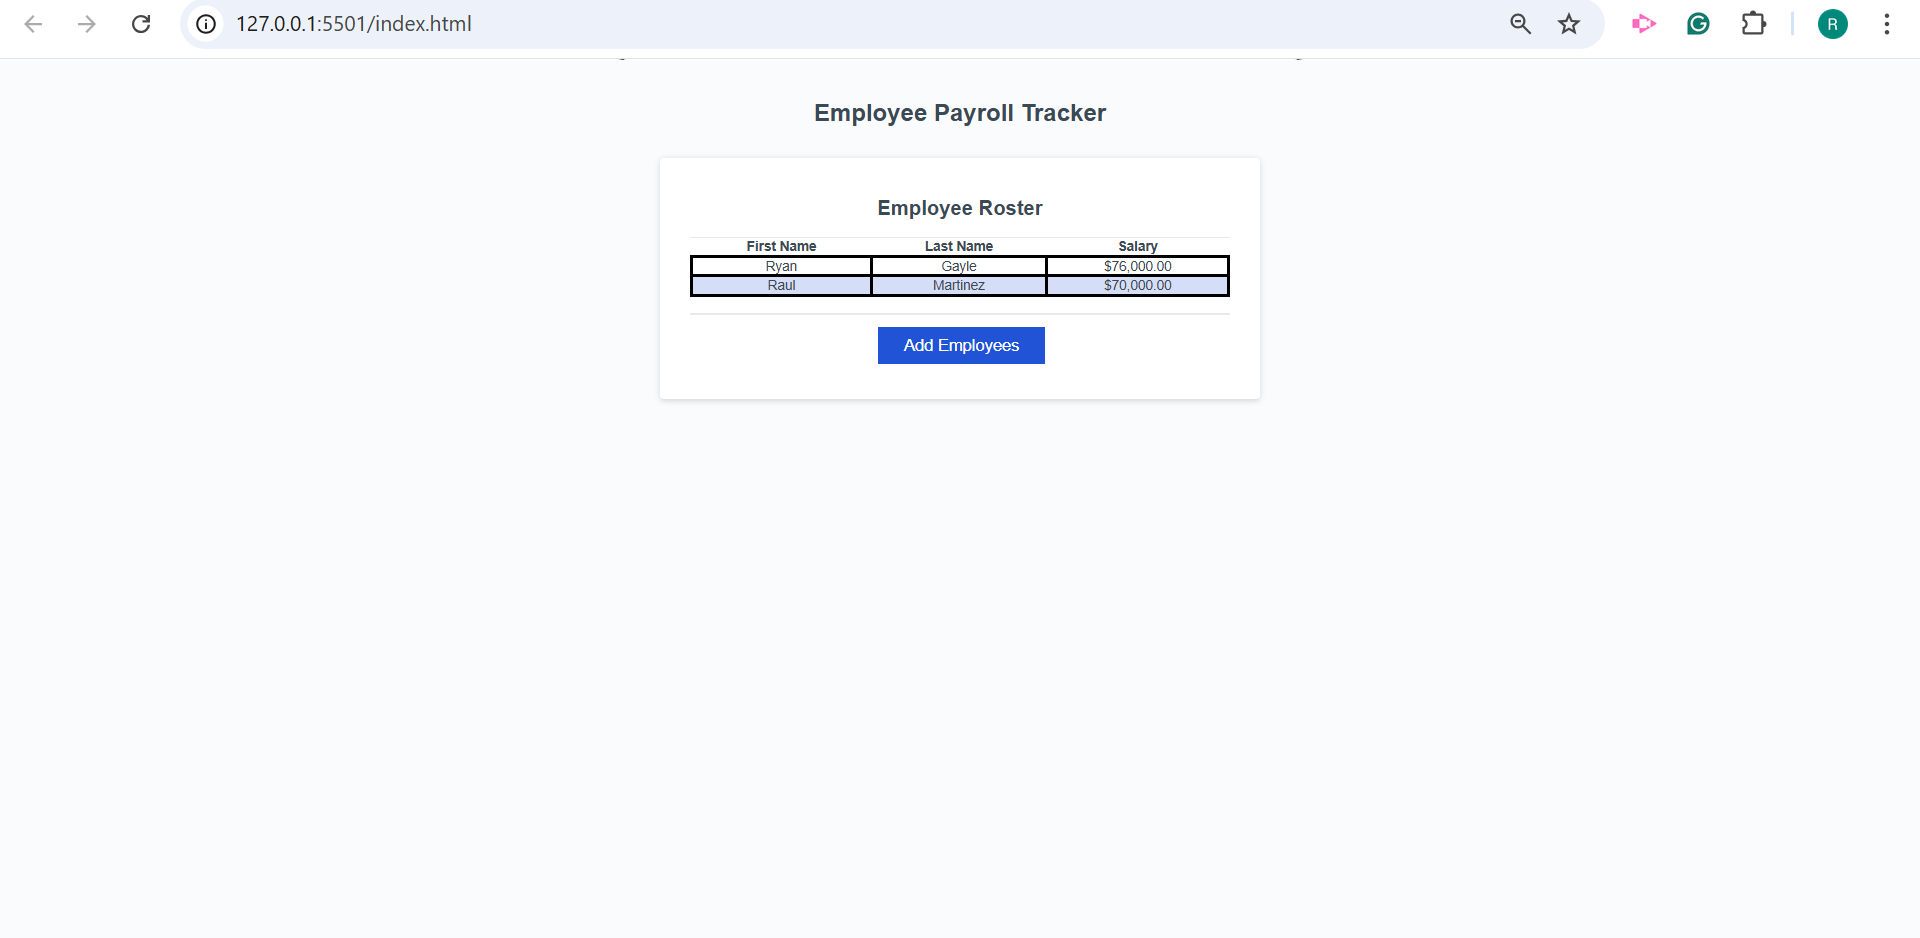 127.0.0.1:5501/index.html
R
Employee Payroll Tracker
Employee Roster
First Name Last Name Salary
Ryan Gayle $76,000.00
Raul Martinez $70,000.00
Add Employees